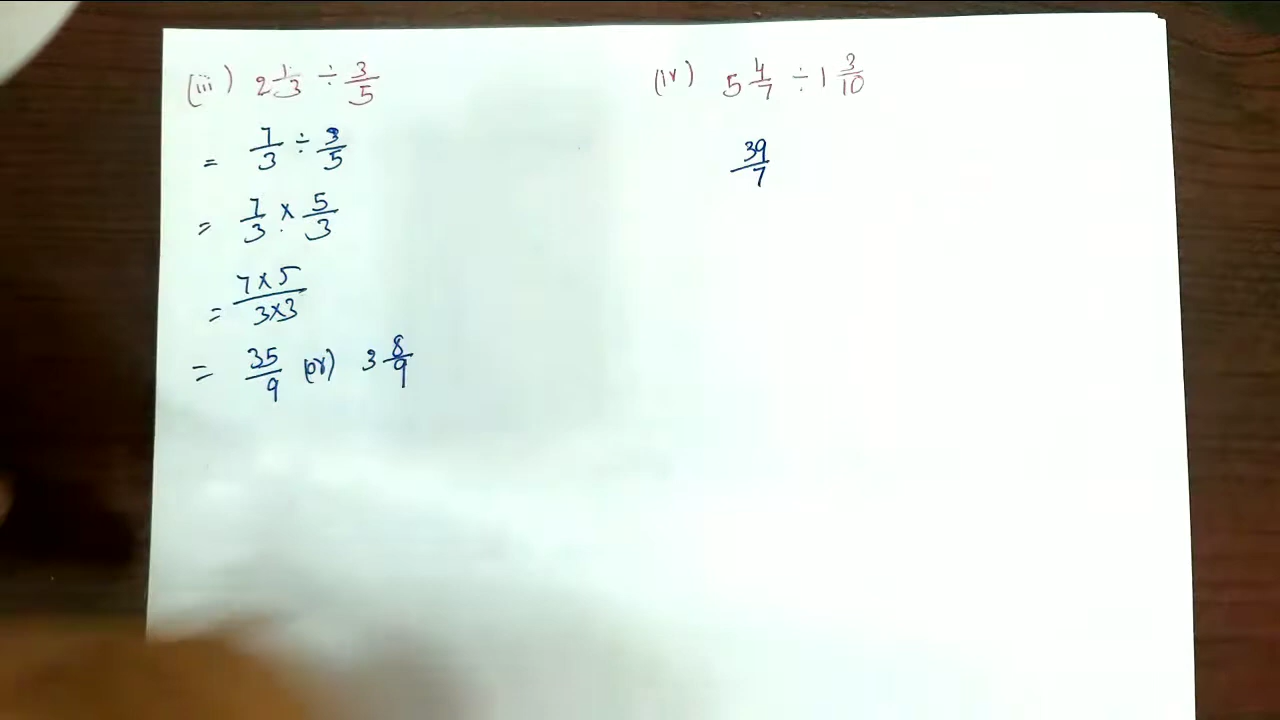 (iii) 2 1/3 ÷ 3/5
= 7/3 ÷ 3/5
= 7/3 × 5/3
= 7×5/3×3
= 35/9 (or) 3 8/9
(iv) 5 4/7 ÷ 1 3/10
39/7